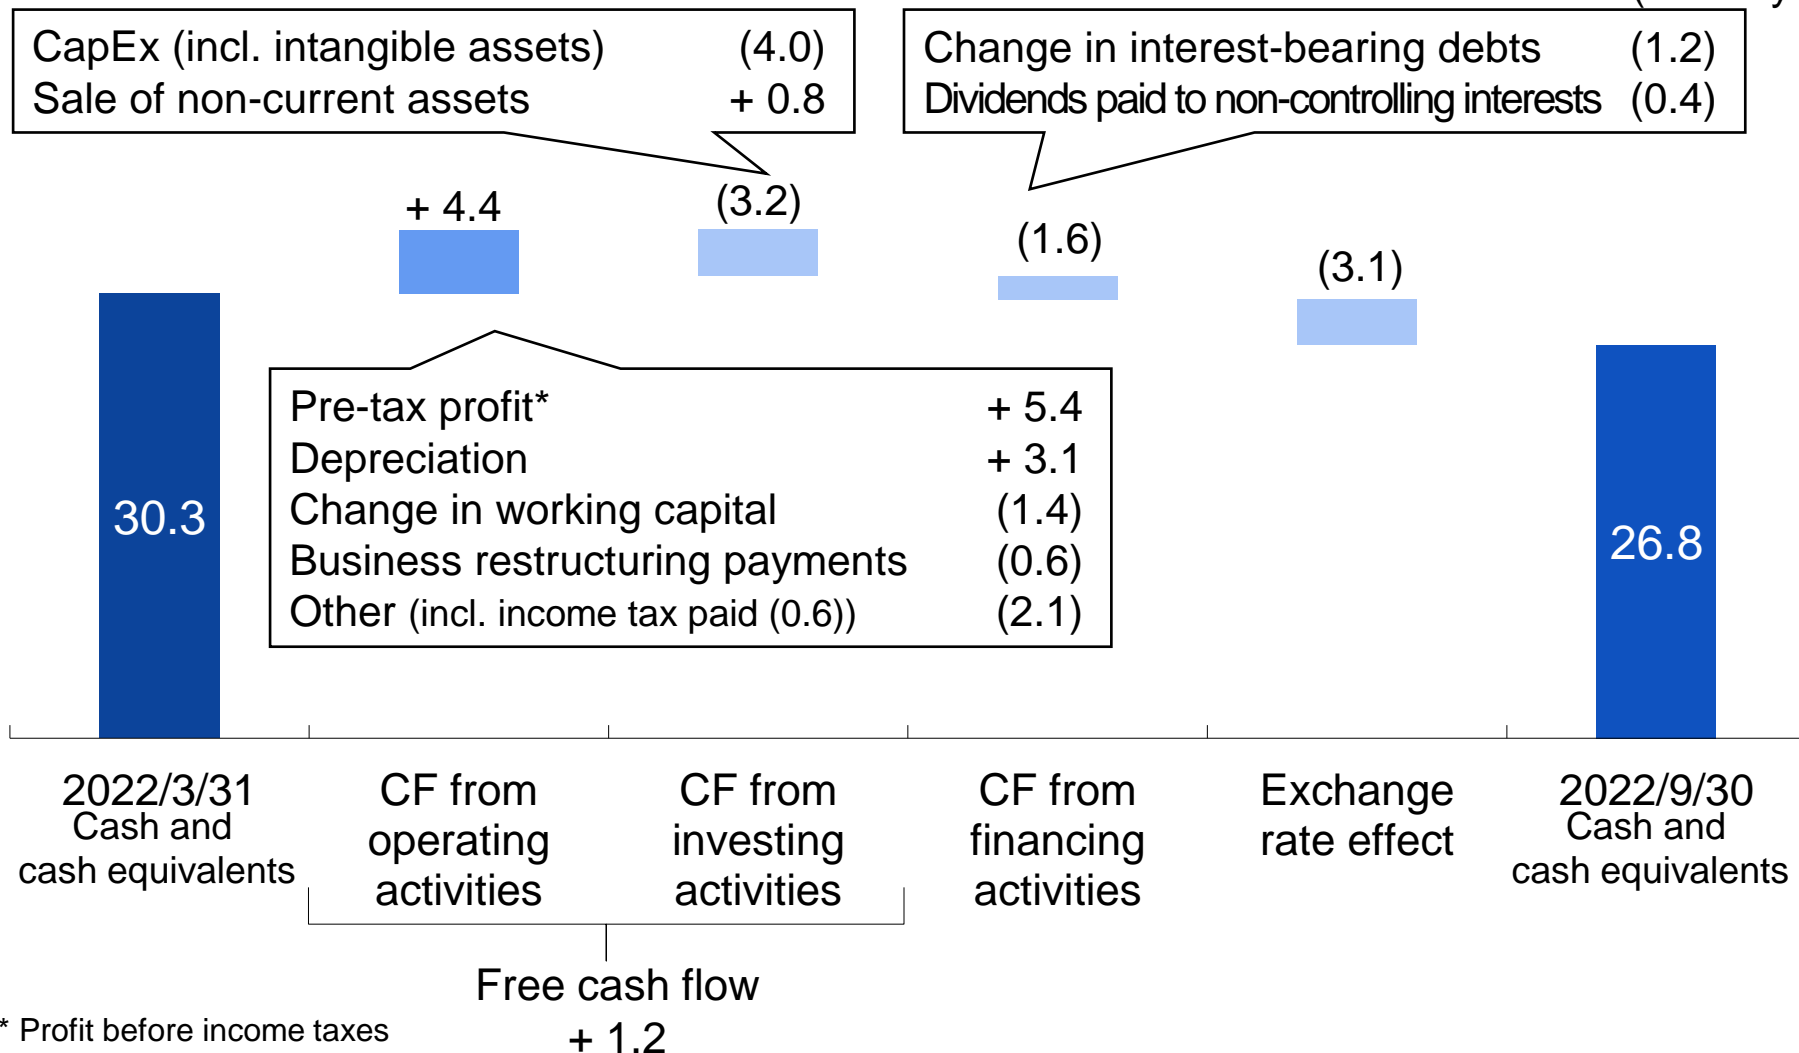 CapEx (incl. intangible assets) (4.0)
Sale of non-current assets + 0.8
Change in interest-bearing debts (1.2)
Dividends paid to non-controlling interests (0.4)
+ 4.4
(3.2)
(1.6)
(3.1)
Pre-tax profit* + 5.4
Depreciation + 3.1
Change in working capital (1.4)
Business restructuring payments (0.6)
Other (incl. income tax paid (0.6)) (2.1)
30.3
26.8
2022/3/31
Cash and
cash equivalents
CF from
operating
activities
CF from
investing
activities
CF from
financing
activities
Exchange
rate effect
2022/9/30
Cash and
cash equivalents
Free cash flow
+ 1.2
* Profit before income taxes